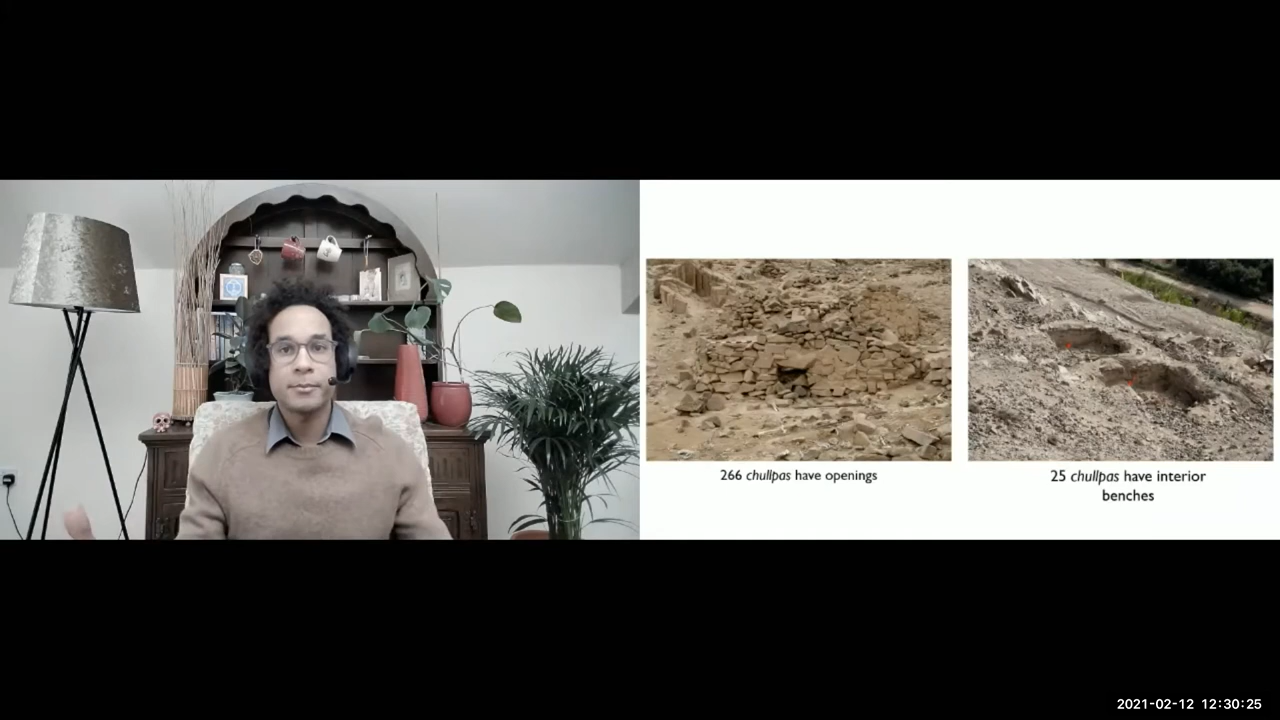 266 chullpas have openings
25 chullpas have interior
benches
2021-02-12 12:30:25